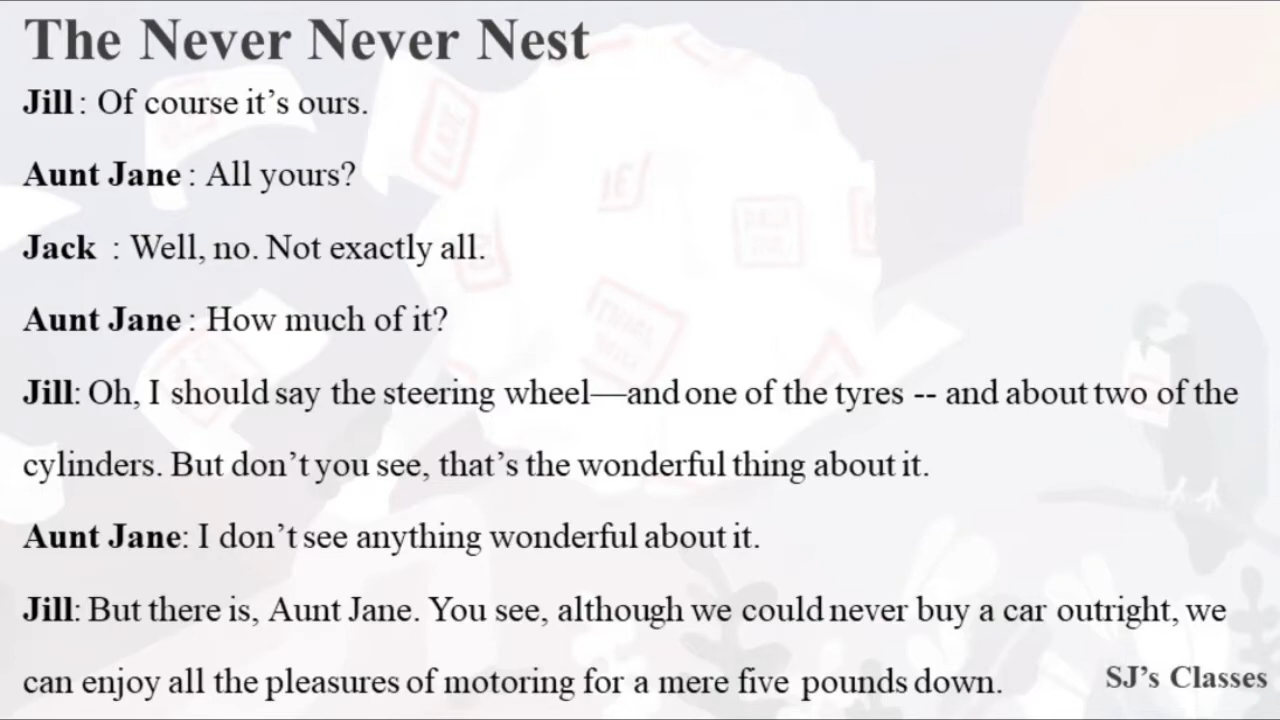 The Never Never Nest
Jill : Of course it’s ours.
Aunt Jane : All yours?
Jack : Well, no. Not exactly all.
Aunt Jane : How much of it?
Jill: Oh, I should say the steering wheel—and one of the tyres -- and about two of the
cylinders. But don’t you see, that’s the wonderful thing about it.
Aunt Jane: I don’t see anything wonderful about it.
Jill: But there is, Aunt Jane. You see, although we could never buy a car outright, we
can enjoy all the pleasures of motoring for a mere five pounds down.
SJ’s Classes